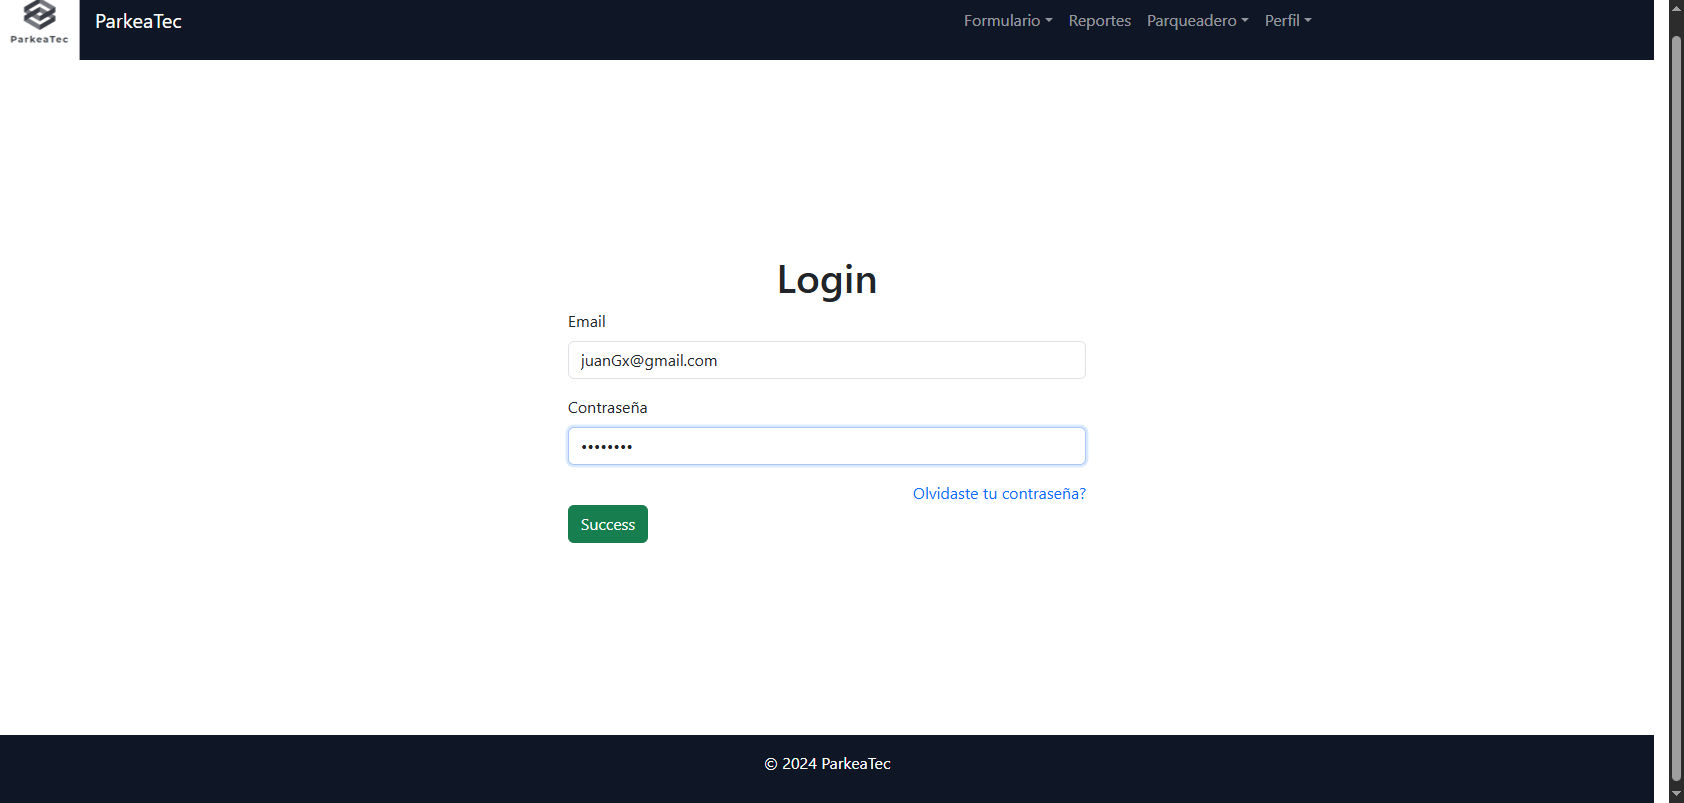 ParkeaTec
ParkeaTec
Formulario
Reportes
Parqueadero
Perfil
Login
Email
juanGx@gmail.com
Contraseña
••••••••
Olvidaste tu contraseña?
Success
© 2024 ParkeaTec